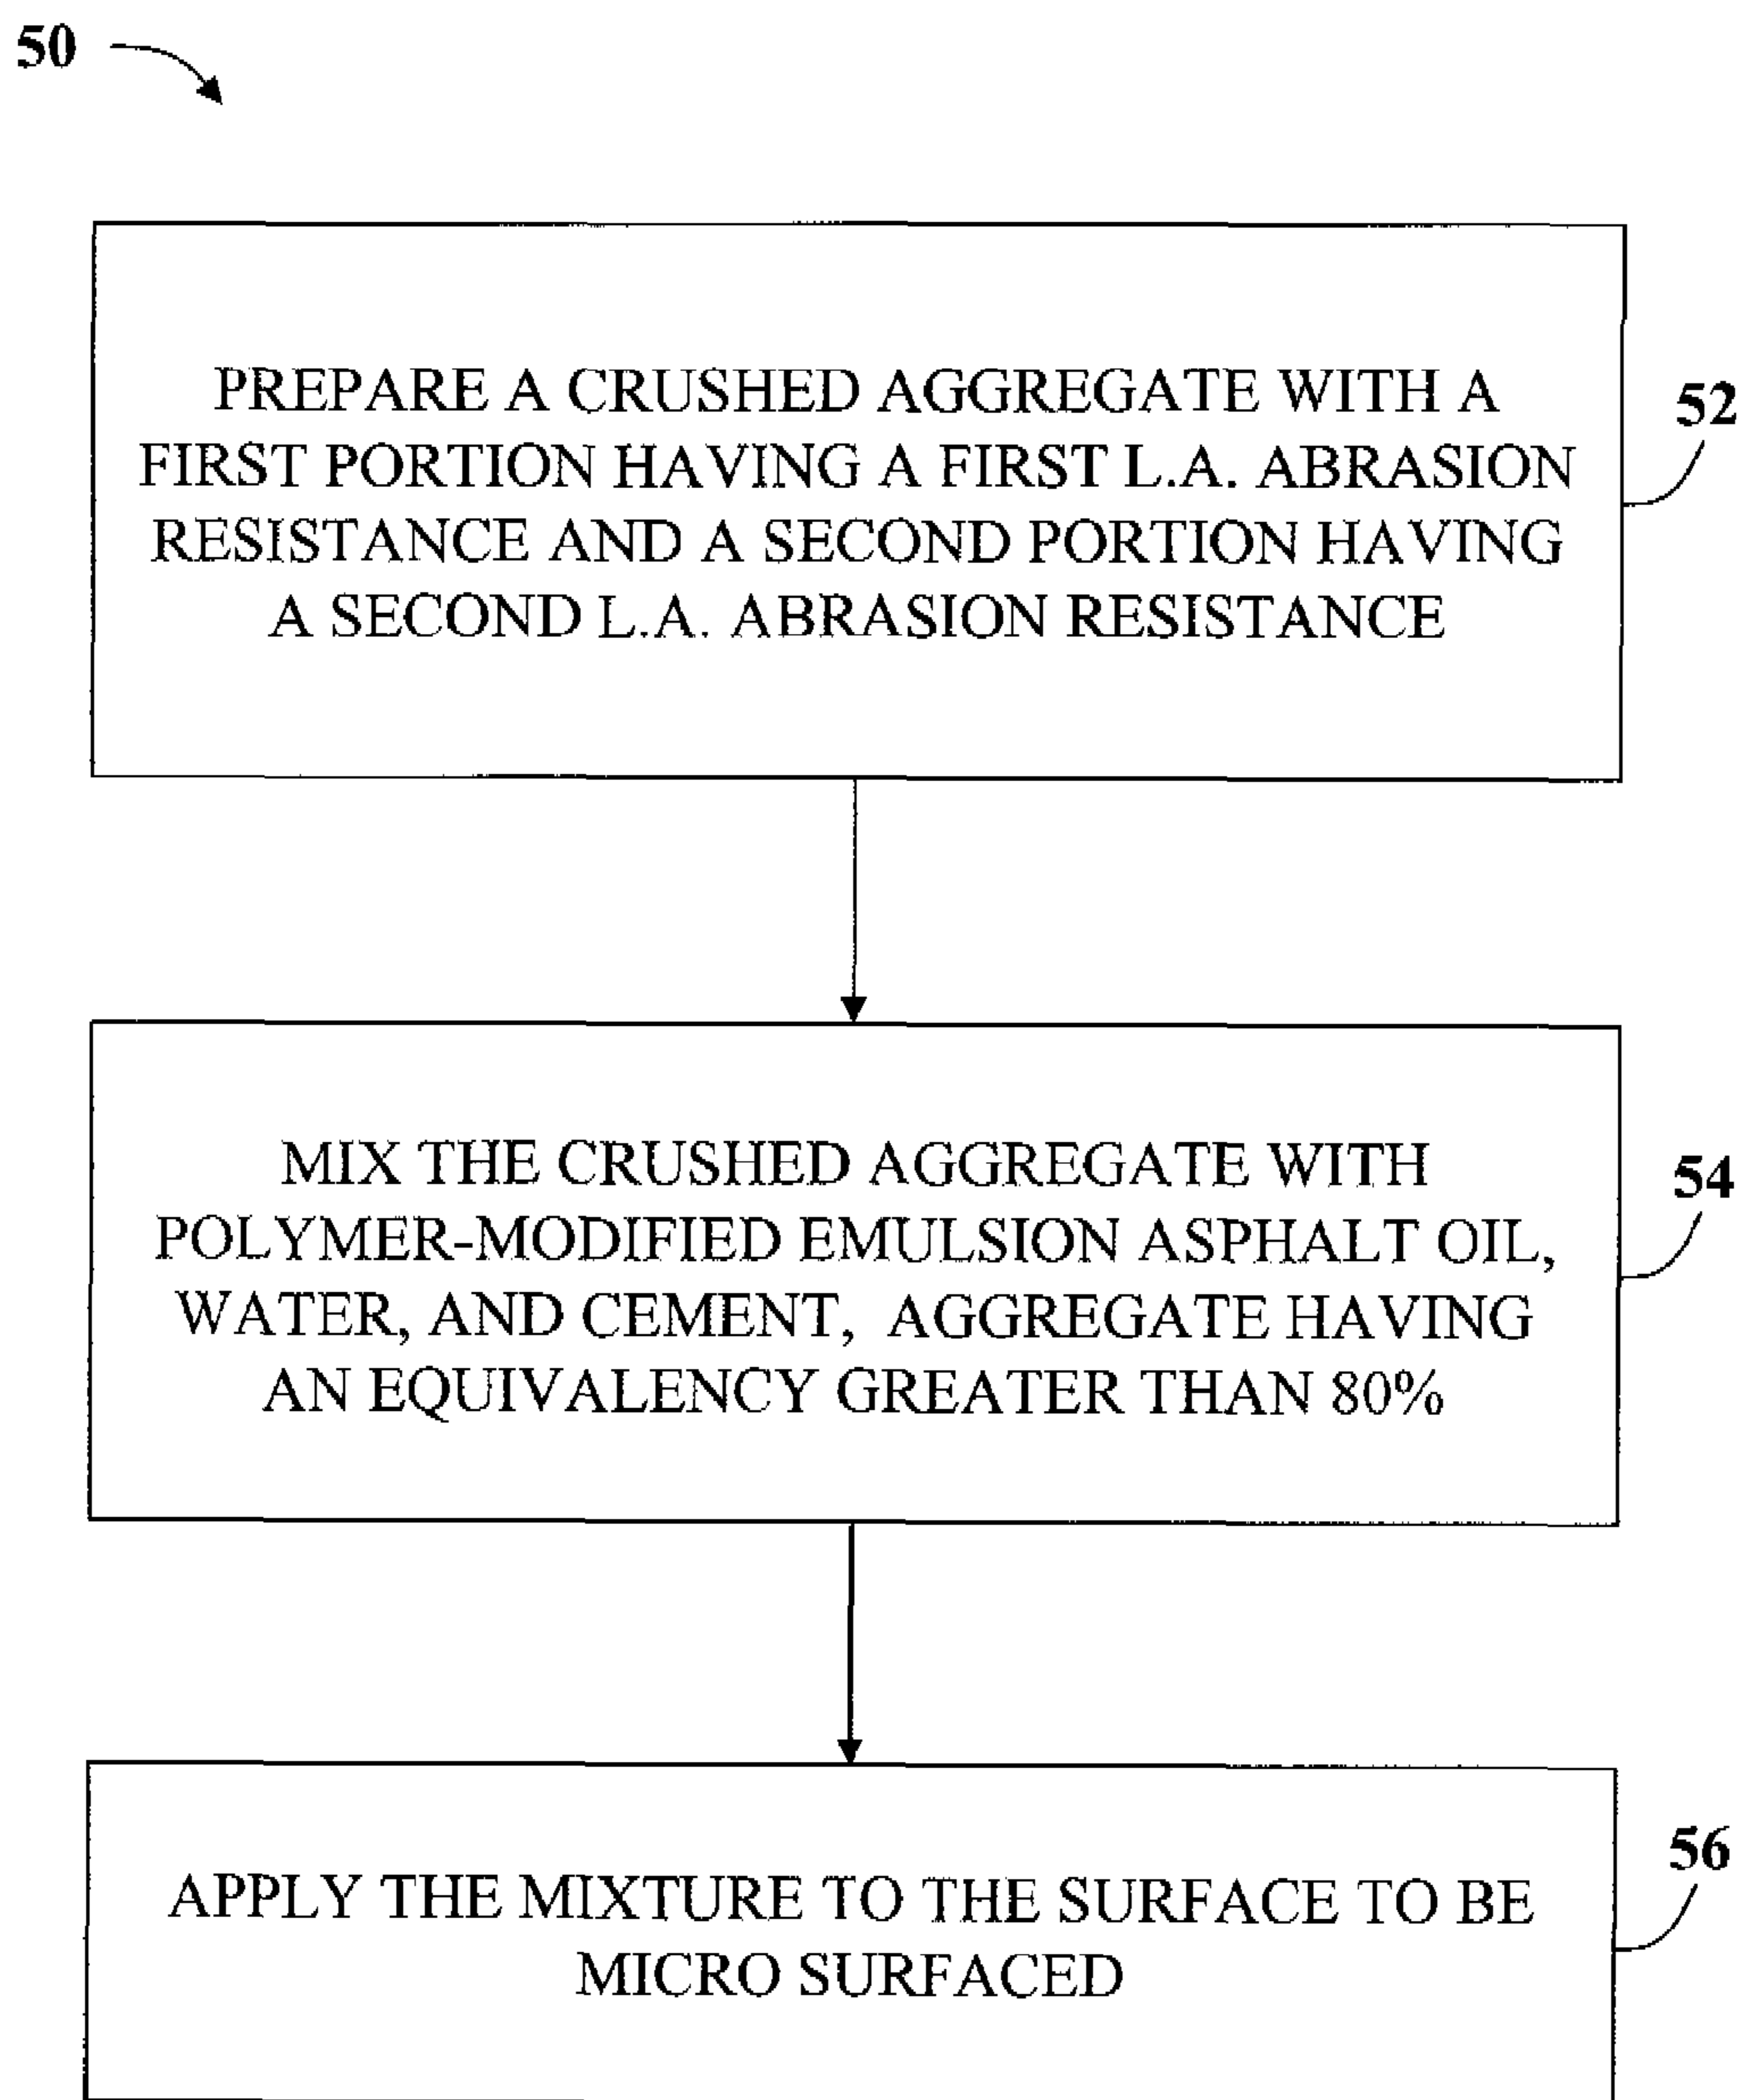 50
PREPARE A CRUSHED AGGREGATE WITH A
FIRST PORTION HAVING A FIRST L.A. ABRASION
RESISTANCE AND A SECOND PORTION HAVING
A SECOND L.A. ABRASION RESISTANCE
52
MIX THE CRUSHED AGGREGATE WITH
POLYMER-MODIFIED EMULSION ASPHALT OIL,
WATER, AND CEMENT, AGGREGATE HAVING
AN EQUIVALENCY GREATER THAN 80%
54
APPLY THE MIXTURE TO THE SURFACE TO BE
MICRO SURFACED
56